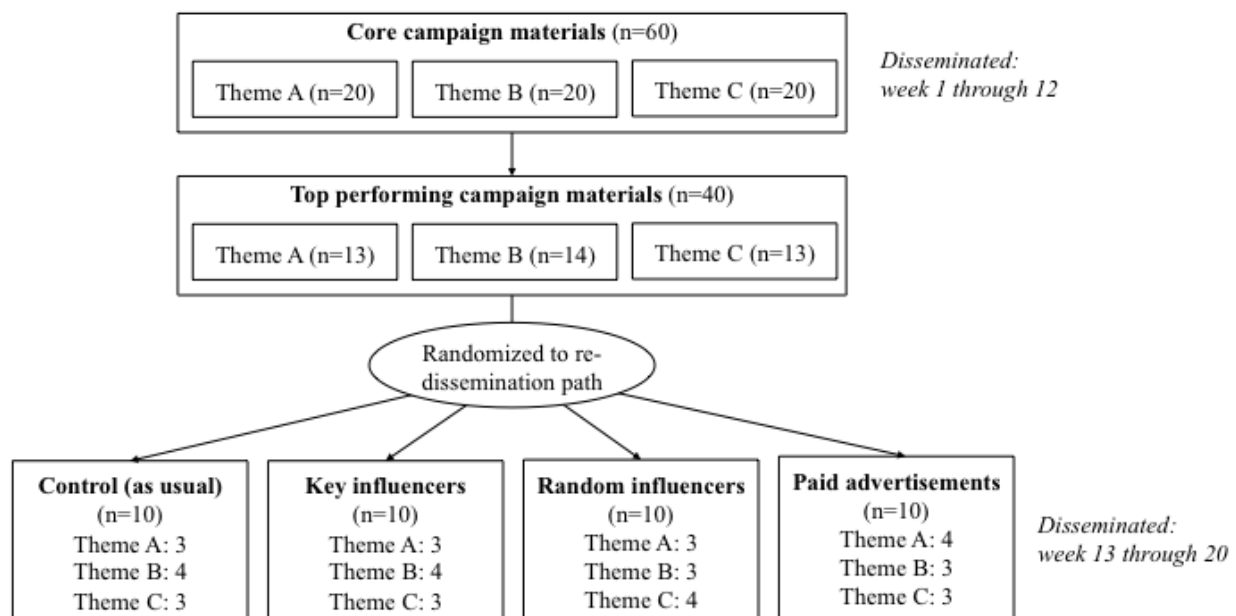 Core campaign materials (n=60)
Theme A (n=20)
Theme B (n=20)
Theme C (n=20)
Disseminated:
week 1 through 12
Top performing campaign materials (n=40)
Theme A (n=13)
Theme B (n=14)
Theme C (n=13)
Randomized to re-
dissemination path
Control (as usual)
(n=10)
Theme A: 3
Theme B: 4
Theme C: 3
Key influencers
(n=10)
Theme A: 3
Theme B: 4
Theme C: 3
Random influencers
(n=10)
Theme A: 3
Theme B: 3
Theme C: 4
Paid advertisements
(n=10)
Theme A: 4
Theme B: 3
Theme C: 3
Disseminated:
week 13 through 20